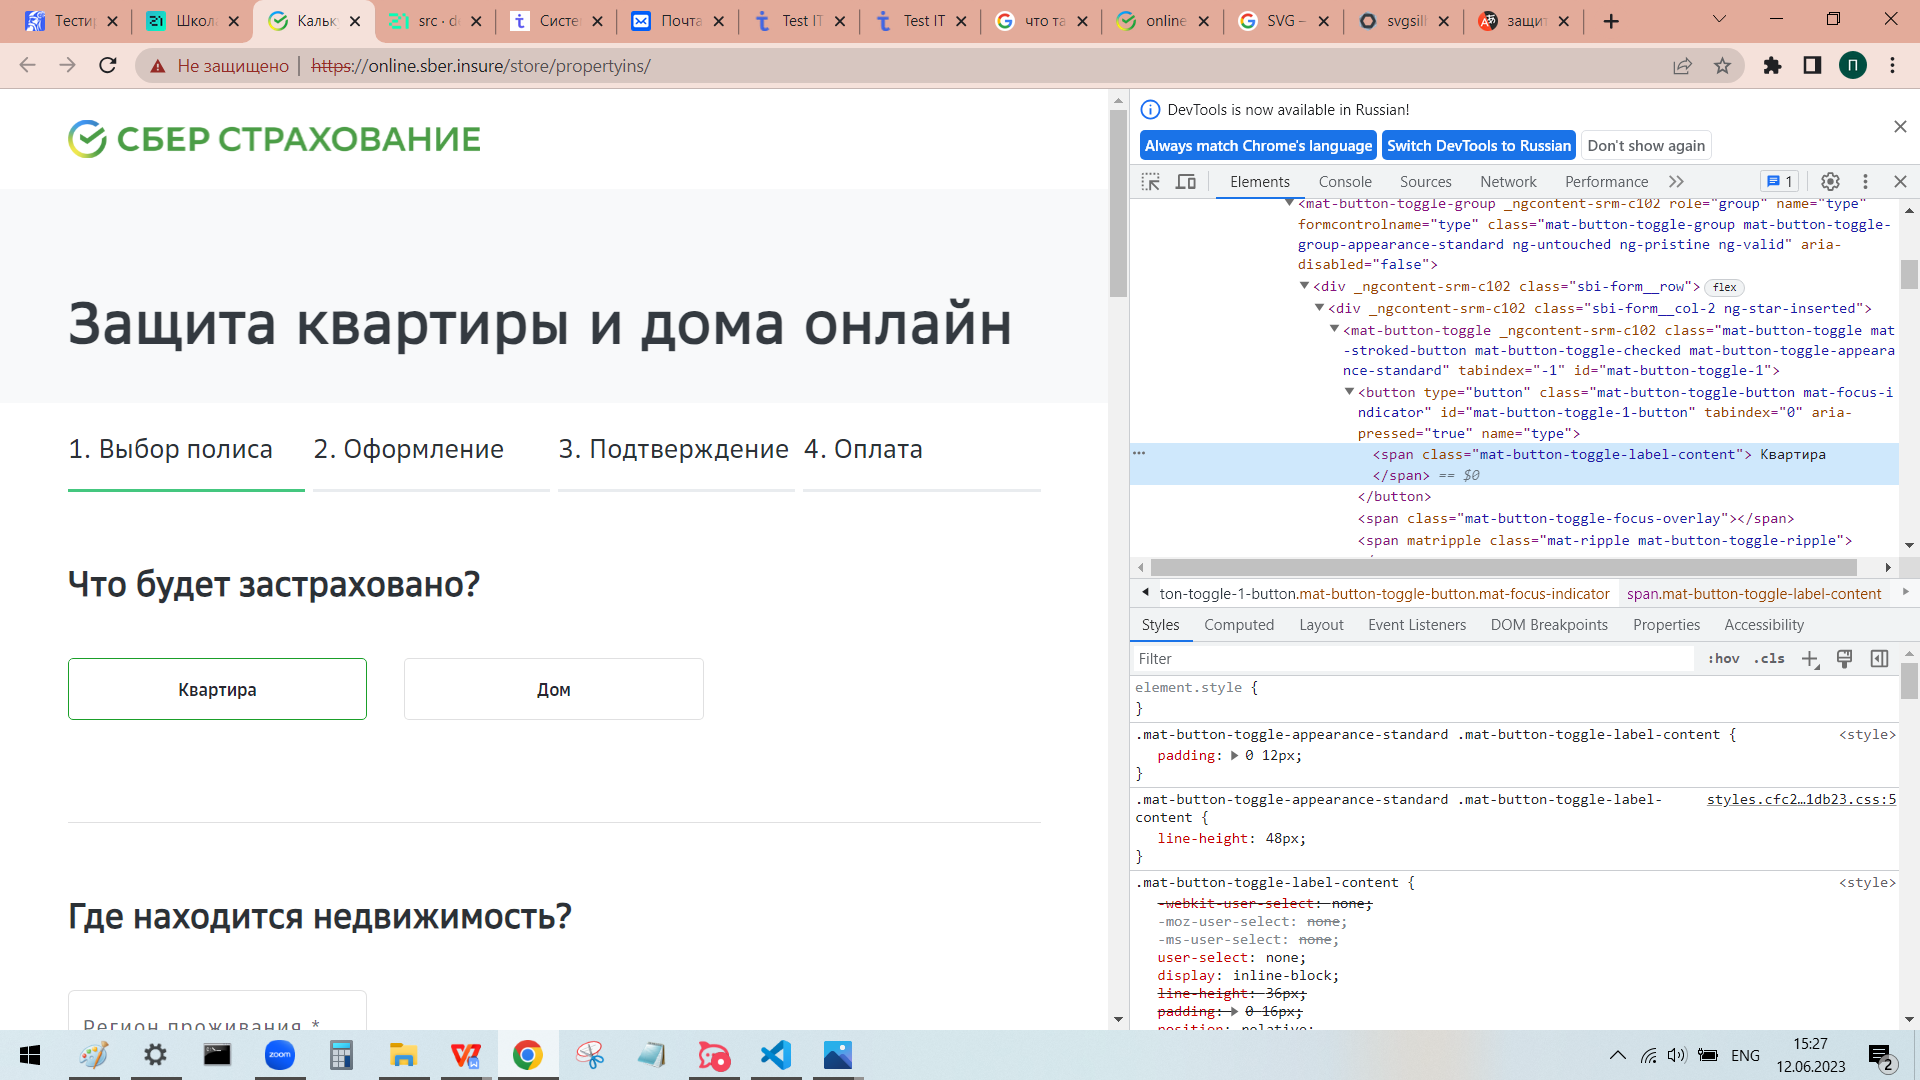 Тести
Школ
Кальк
src · d
Систе
Почта
Test IT
Test IT
что та
online
SVG –
svgsil
защит
Не защищено | https://online.sber.insure/store/propertyins/
П
СБЕР СТРАХОВАНИЕ
Защита квартиры и дома онлайн
1. Выбор полиса
2. Оформление
3. Подтверждение
4. Оплата
Что будет застраховано?
Квартира
Дом
Где находится недвижимость?
Регион проживания *
DevTools is now available in Russian!
Always match Chrome's language
Switch DevTools to Russian
Don't show again
Elements
Console
Sources
Network
Performance
1
<mat-button-toggle-group _ngcontent-srm-c102 role="group" name="type"
formcontrolname="type" class="mat-button-toggle-group mat-button-toggle-
group-appearance-standard ng-untouched ng-pristine ng-valid" aria-
disabled="false">
<div _ngcontent-srm-c102 class="sbi-form__row"> flex
<div _ngcontent-srm-c102 class="sbi-form__col-2 ng-star-inserted">
<mat-button-toggle _ngcontent-srm-c102 class="mat-button-toggle mat
-stroked-button mat-button-toggle-checked mat-button-toggle-appeara
nce-standard" tabindex="-1" id="mat-button-toggle-1">
<button type="button" class="mat-button-toggle-button mat-focus-i
ndicator" id="mat-button-toggle-1-button" tabindex="0" aria-
pressed="true" name="type">
<span class="mat-button-toggle-label-content"> Квартира
</span> == $0
</button>
<span class="mat-button-toggle-focus-overlay"></span>
<span matripple class="mat-ripple mat-button-toggle-ripple">
ton-toggle-1-button.mat-button-toggle-button.mat-focus-indicator
span.mat-button-toggle-label-content
Styles
Computed
Layout
Event Listeners
DOM Breakpoints
Properties
Accessibility
Filter
:hov
.cls
element.style {
}
.mat-button-toggle-appearance-standard .mat-button-toggle-label-content {
<style>
padding: 0 12px;
}
.mat-button-toggle-appearance-standard .mat-button-toggle-label-
styles.cfc2…1db23.css:5
content {
line-height: 48px;
}
.mat-button-toggle-label-content {
<style>
-webkit-user-select: none;
-moz-user-select: none;
-ms-user-select: none;
user-select: none;
display: inline-block;
line-height: 36px;
padding: 0 16px;
position: relative;
zoom
ENG
15:27
12.06.2023
2